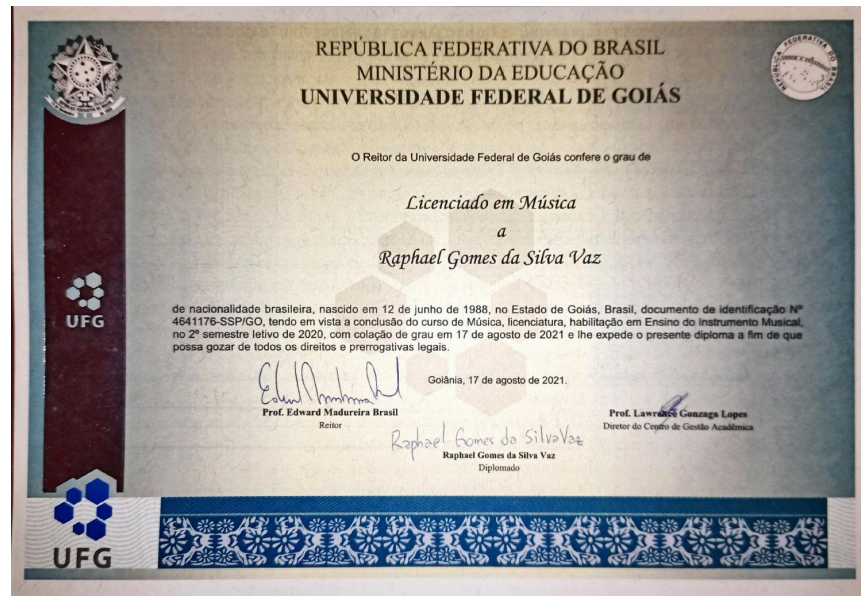 REPÚBLICA FEDERATIVA DO BRASIL
MINISTÉRIO DA EDUCAÇÃO
UNIVERSIDADE FEDERAL DE GOIÁS
REPÚBLICA FEDERATIVA DO BRASIL
O Reitor da Universidade Federal de Goiás confere o grau de
Licenciado em Música
a
Raphael Gomes da Silva Vaz
UFG
de nacionalidade brasileira, nascido em 12 de junho de 1988, no Estado de Goiás, Brasil, documento de identificação Nº
4641176-SSP/GO, tendo em vista a conclusão do curso de Música, licenciatura, habilitação em Ensino do Instrumento Musical,
no 2º semestre letivo de 2020, com colação de grau em 17 de agosto de 2021 e lhe expede o presente diploma a fim de que
possa gozar de todos os direitos e prerrogativas legais.
Goiânia, 17 de agosto de 2021.
Prof. Edward Madureira Brasil
Reitor
Prof. Lawrence Gonzaga Lopes
Diretor do Centro de Gestão Acadêmica
Raphael Gomes da Silva Vaz
Raphael Gomes da Silva Vaz
Diplomado
UFG